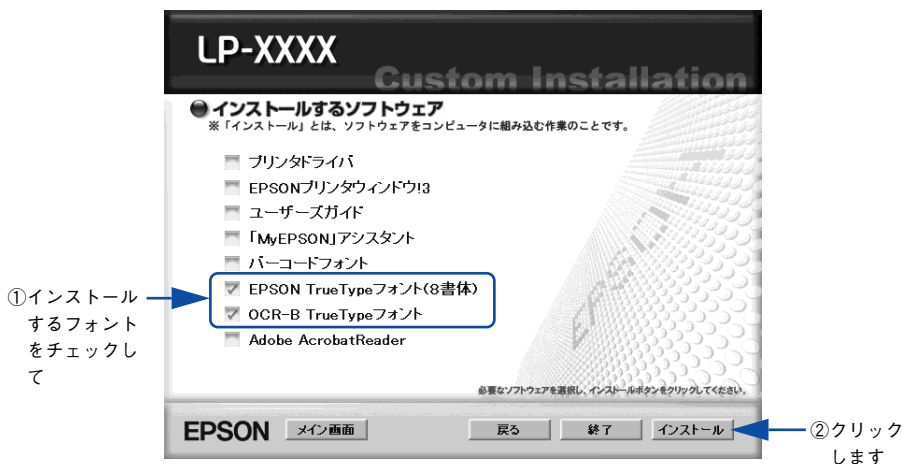 LP-XXXX
Custom Installation
インストールするソフトウェア
※「インストール」とは、ソフトウェアをコンピュータに組み込む作業のことです。
プリンタドライバ
EPSONプリンタウィンドウ!3
ユーザーズガイド
「MyEPSON」アシスタント
バーコードフォント
EPSON TrueTypeフォント(8書体)
OCR-B TrueTypeフォント
Adobe AcrobatReader
①インストール
するフォント
をチェックし
て
EPSON
必要なソフトウェアを選択し、インストールボタンをクリックしてください。
EPSON
メイン画面
戻る
終了
インストール
②クリック
します